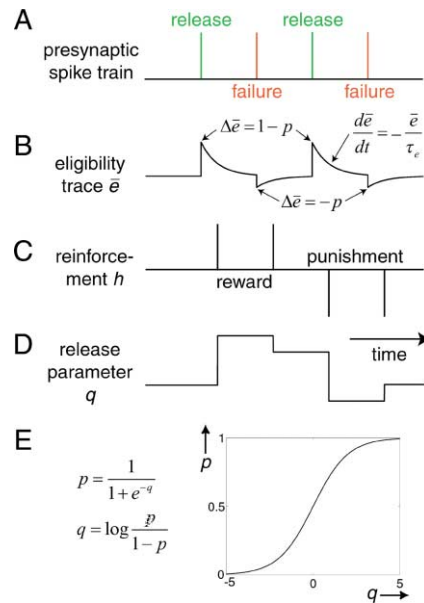 A
release
release
presynaptic
spike train
failure
failure
B
Δē = 1 − p
dē/dt = − ē/τe
eligibility
trace ē
Δē = −p
C
reinforce-
ment h
reward
punishment
D
release
parameter
q
time
E
p
p = 1/(1 + e^−q)
q = log p/(1 − p)
1
0.5
0
-5
0
5
q